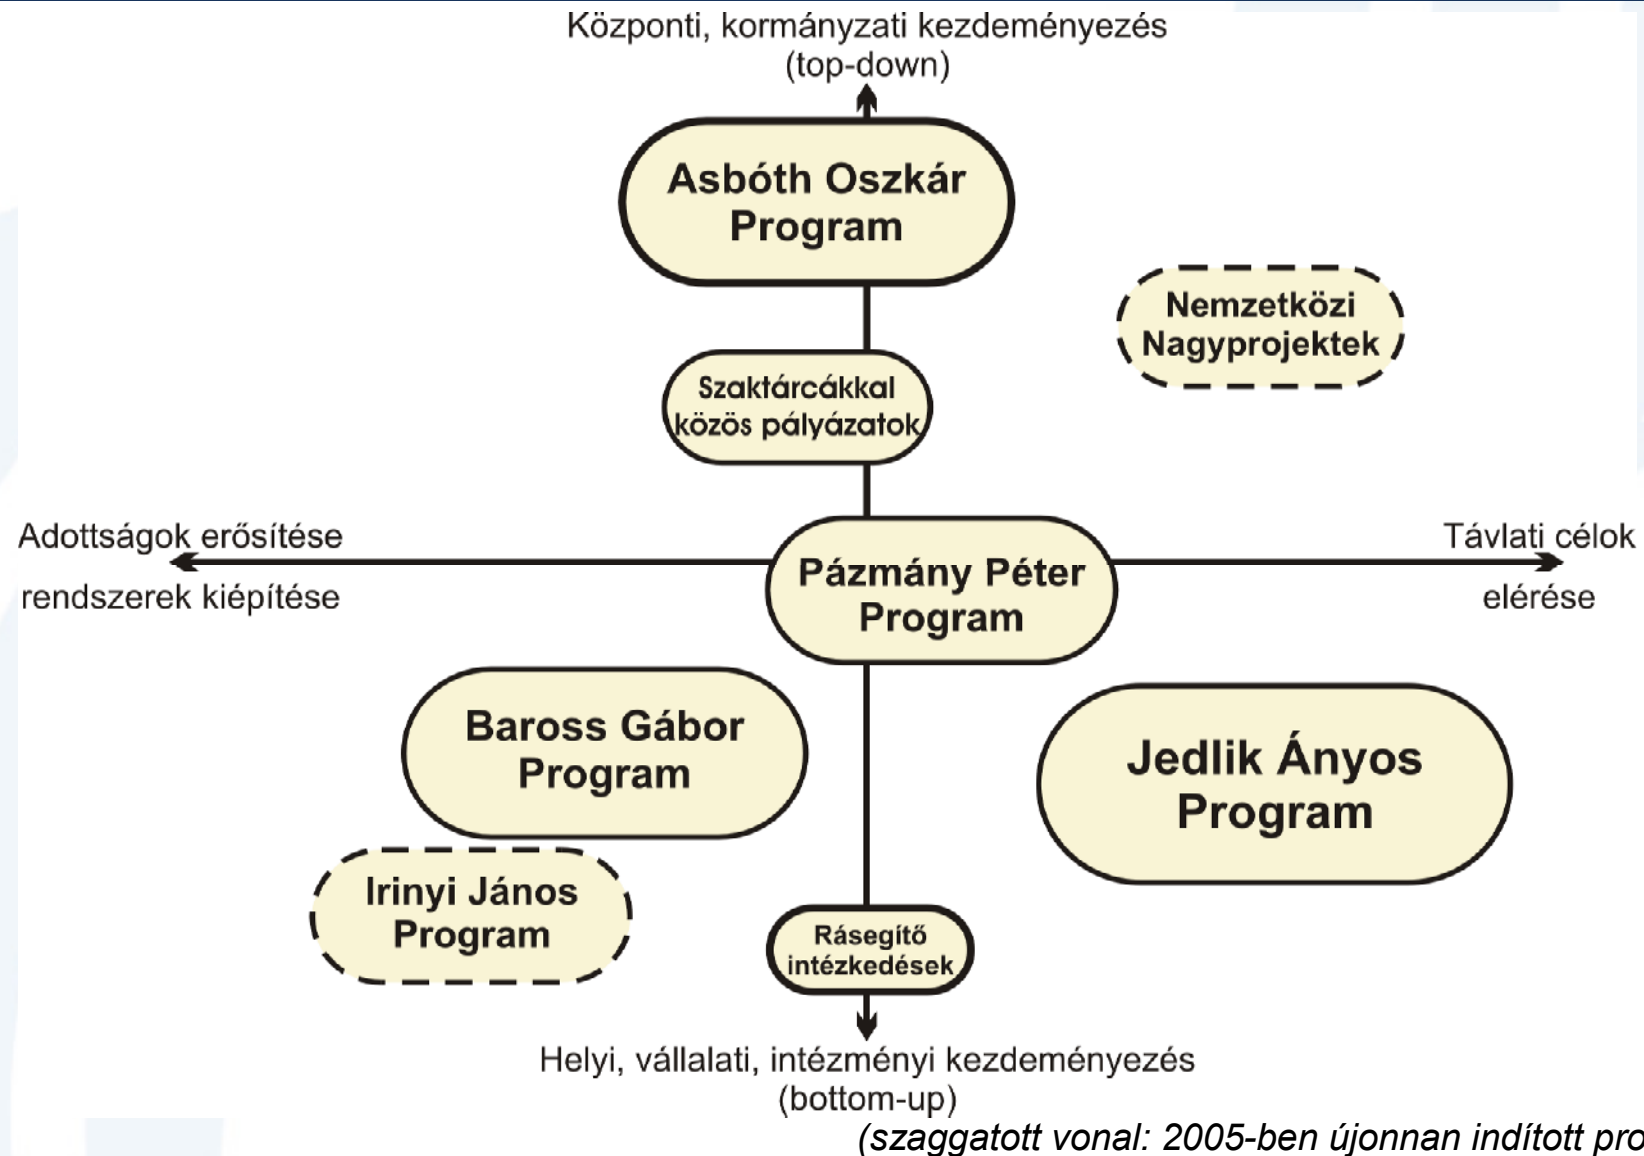 Központi, kormányzati kezdeményezés
(top-down)
Asbóth Oszkár
Program
Nemzetközi
Nagyprojektek
Szaktárcákkal
közös pályázatok
Adottságok erősítése
rendszerek kiépítése
Távlati célok
elérése
Pázmány Péter
Program
Baross Gábor
Program
Jedlik Ányos
Program
Irinyi János
Program
Rásegítő
intézkedések
Helyi, vállalati, intézményi kezdeményezés
(bottom-up)
(szaggatott vonal: 2005-ben újonnan indított